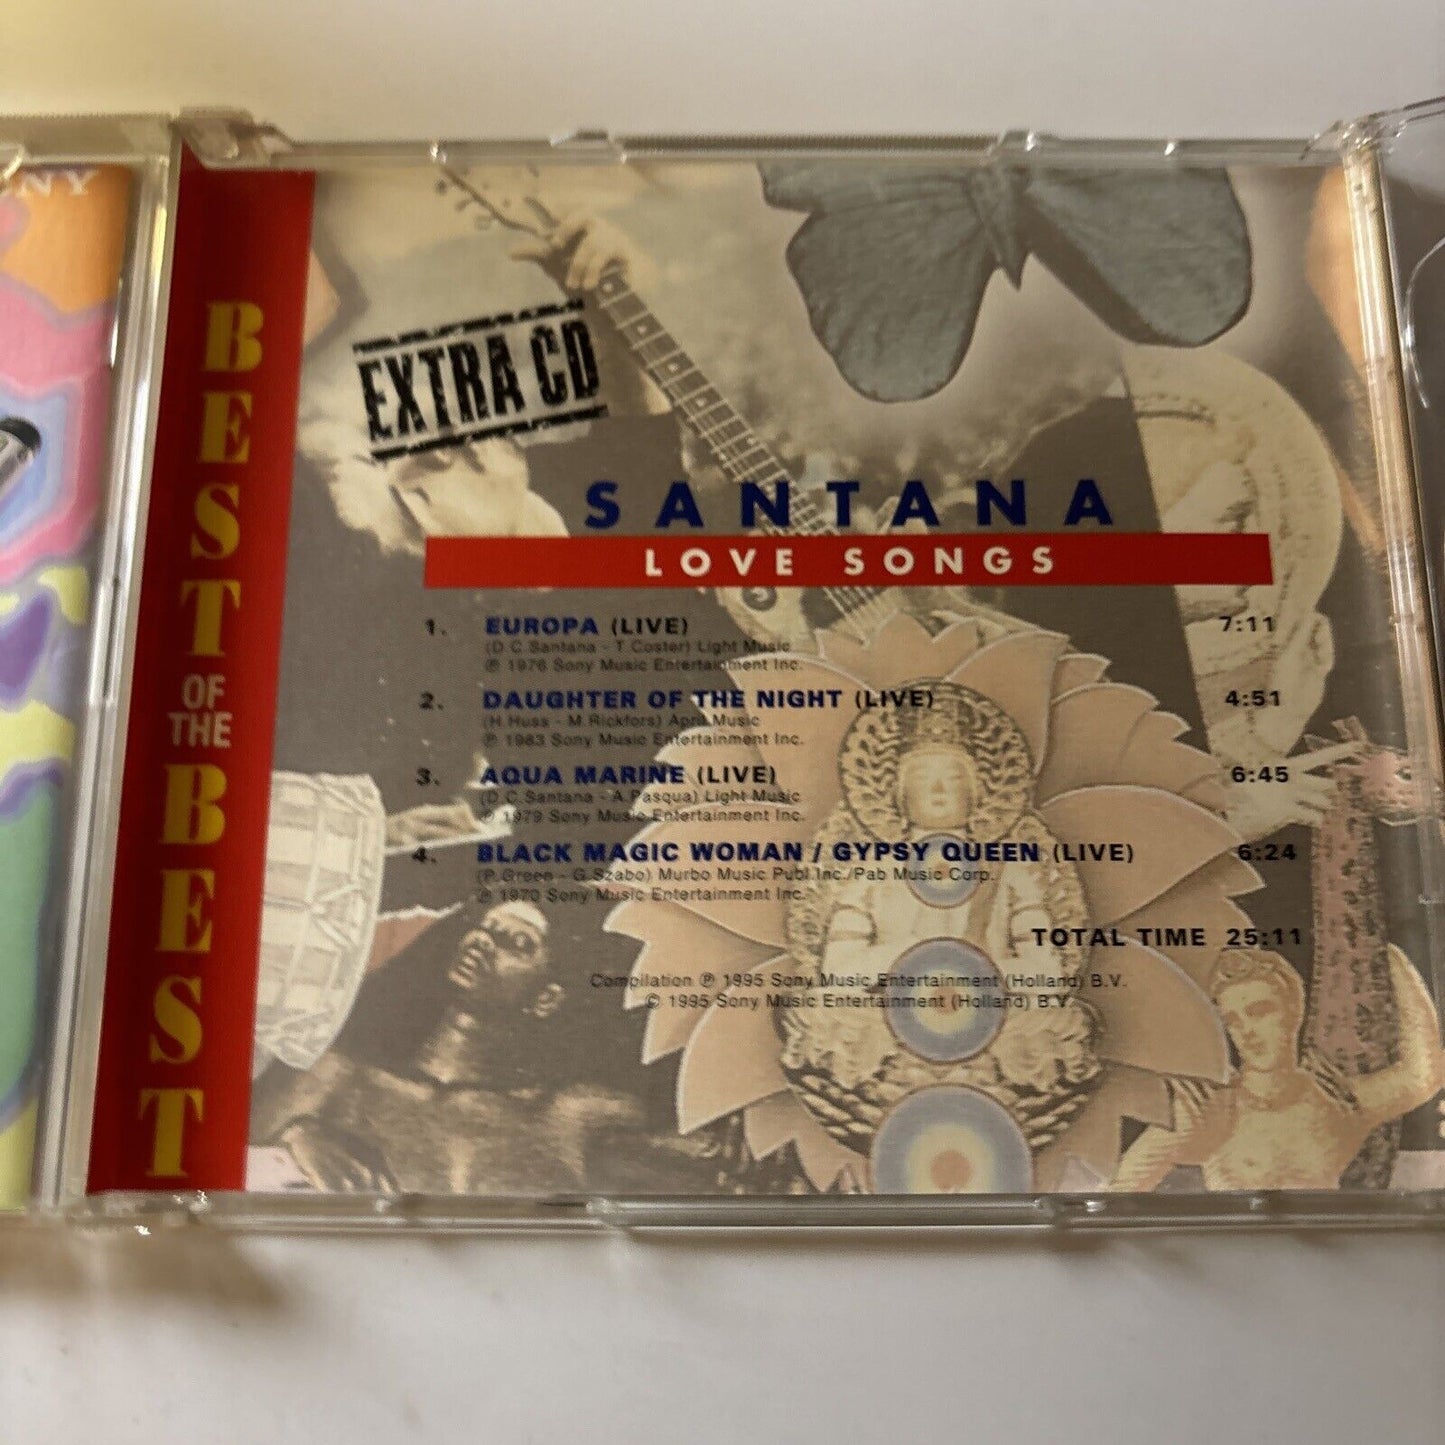 NY
BEST
OF
THE
BEST
EXTRA CD
SANTANA
LOVE SONGS
1. EUROPA (LIVE) 7:11
(D.C.Santana - T.Coster) Light Music
℗ 1976 Sony Music Entertainment Inc.
2. DAUGHTER OF THE NIGHT (LIVE) 4:51
(H.Huss - M.Rickfors) April Music
℗ 1983 Sony Music Entertainment Inc.
3. AQUA MARINE (LIVE) 6:45
(D.C.Santana - A.Pasqua) Light Music
℗ 1979 Sony Music Entertainment Inc.
4. BLACK MAGIC WOMAN / GYPSY QUEEN (LIVE) 6:24
(P.Green - G.Szabo) Murbo Music Publ.Inc./Pab Music Corp.
℗ 1970 Sony Music Entertainment Inc.
TOTAL TIME 25:11
Compilation ℗ 1995 Sony Music Entertainment (Holland) B.V.
© 1995 Sony Music Entertainment (Holland) B.V.